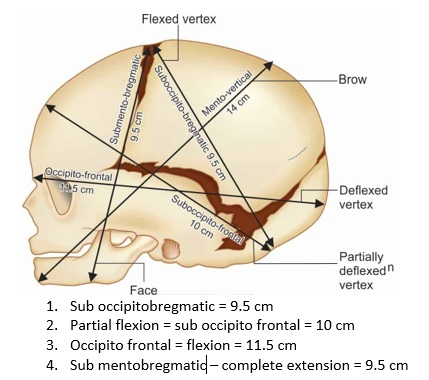 Flexed vertex
Submento-bregmatic
9.5 cm
Suboccipito-bregmatic 9.5 cm
Mento-vertical
14 cm
Brow
Occipito-frontal
11.5 cm
Suboccipito-frontal
10 cm
Deflexed
vertex
Partially
deflexed n
vertex
Face
1. Sub occipitobregmatic = 9.5 cm
2. Partial flexion = sub occipito frontal = 10 cm
3. Occipito frontal = flexion = 11.5 cm
4. Sub mentobregmatic – complete extension = 9.5 cm